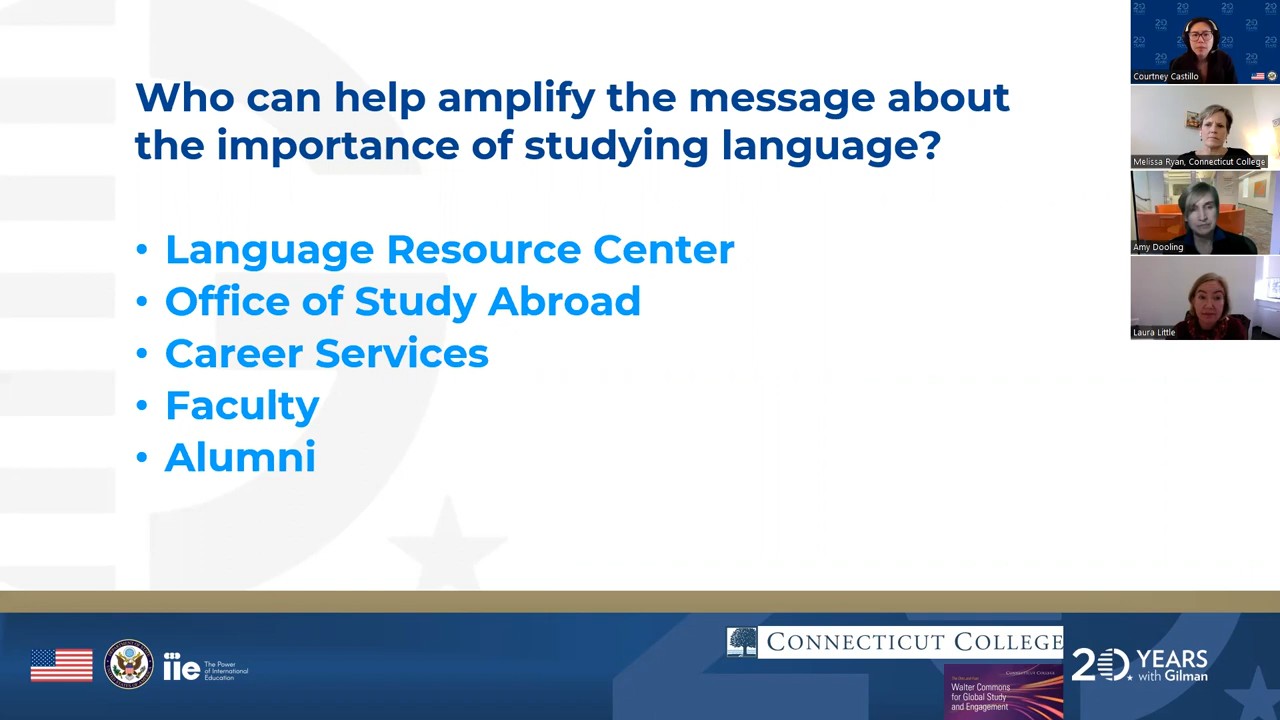 Who can help amplify the message about
the importance of studying language?
• Language Resource Center
• Office of Study Abroad
• Career Services
• Faculty
• Alumni
Courtney Castillo
Melissa Ryan, Connecticut College
Amy Dooling
Laura Little
iie
The Power
of International
Education
CONNECTICUT COLLEGE
CONNECTICUT COLLEGE
Walter Commons
for Global Study
and Engagement
20 YEARS
with Gilman